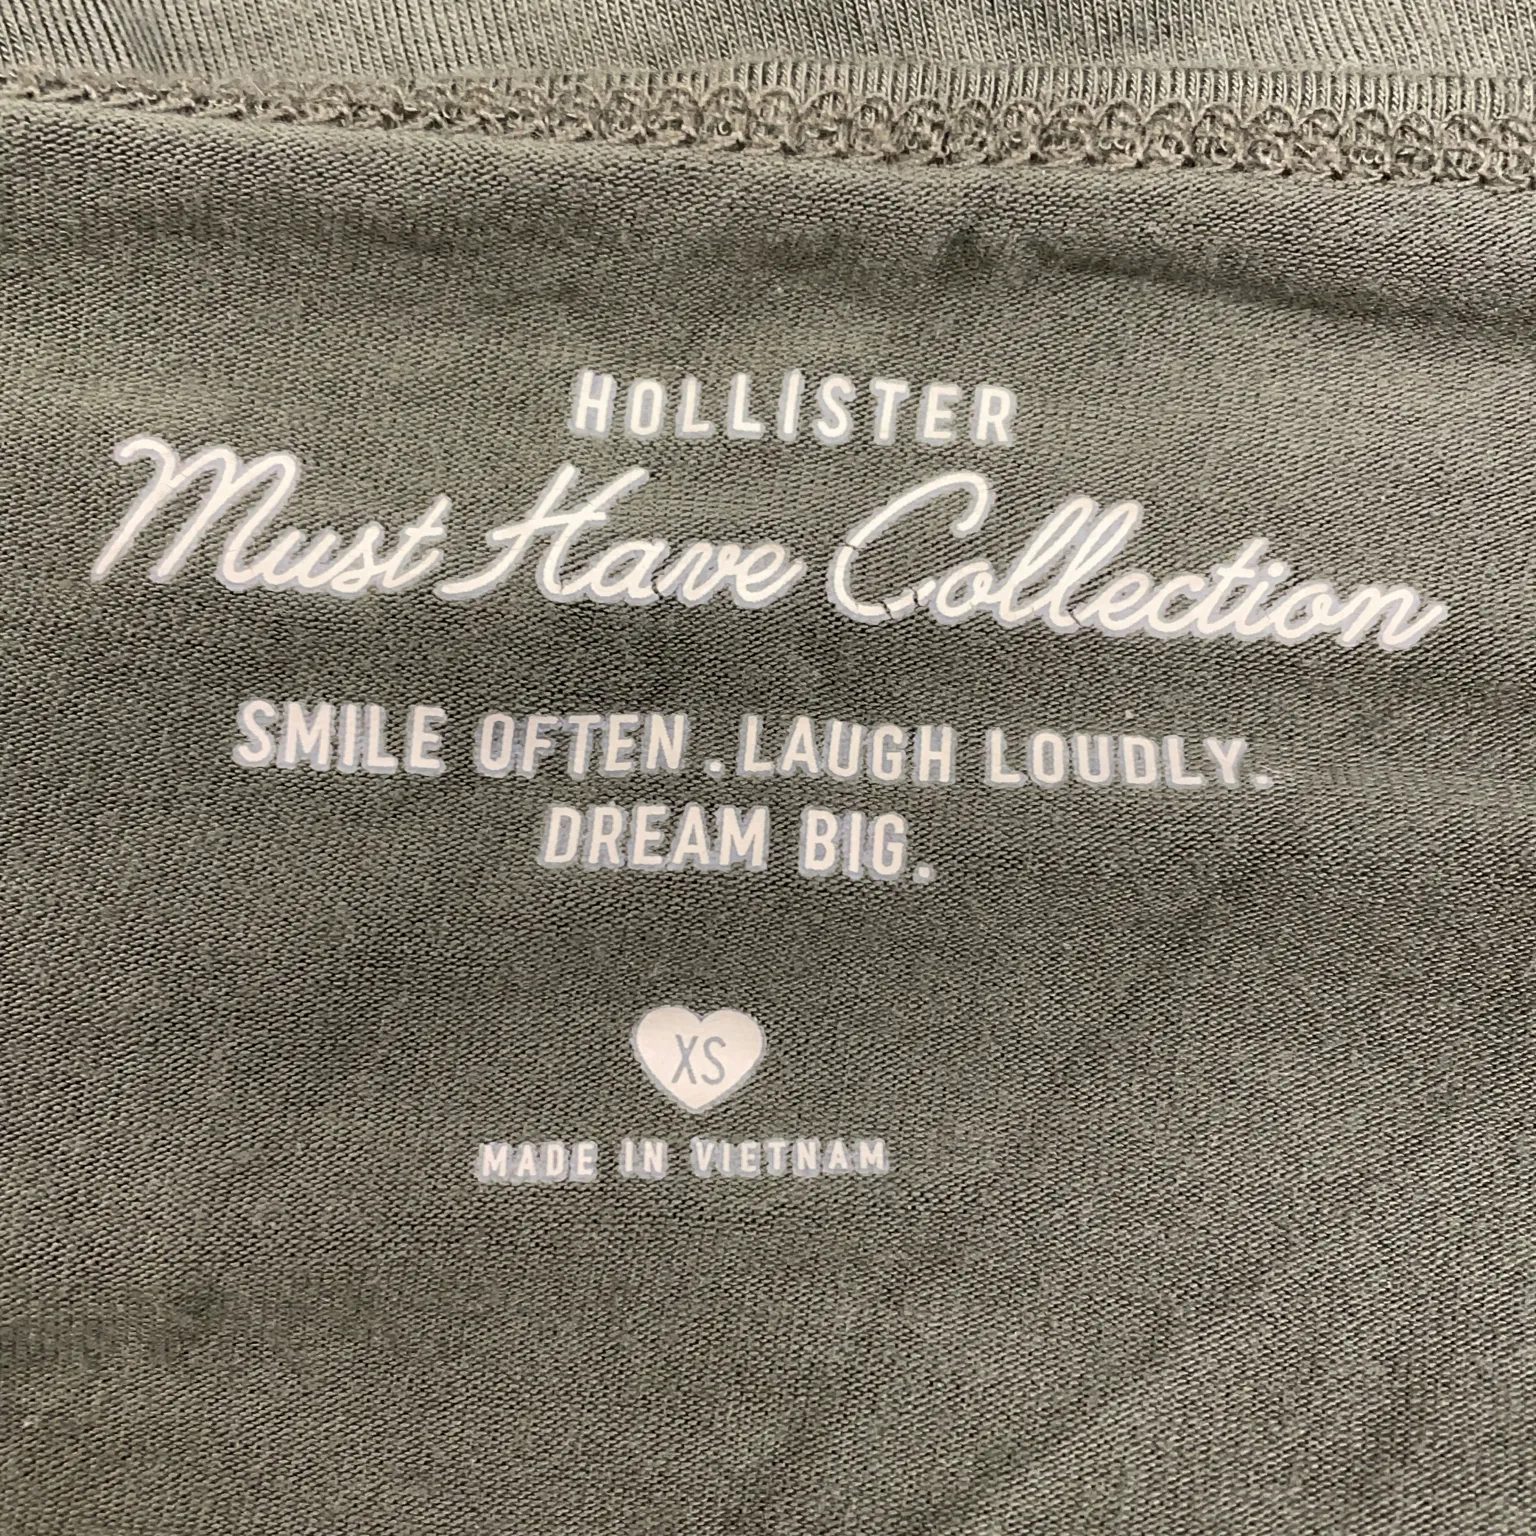 HOLLISTER
Must Have Collection
SMILE OFTEN. LAUGH LOUDLY.
DREAM BIG.
XS
MADE IN VIETNAM